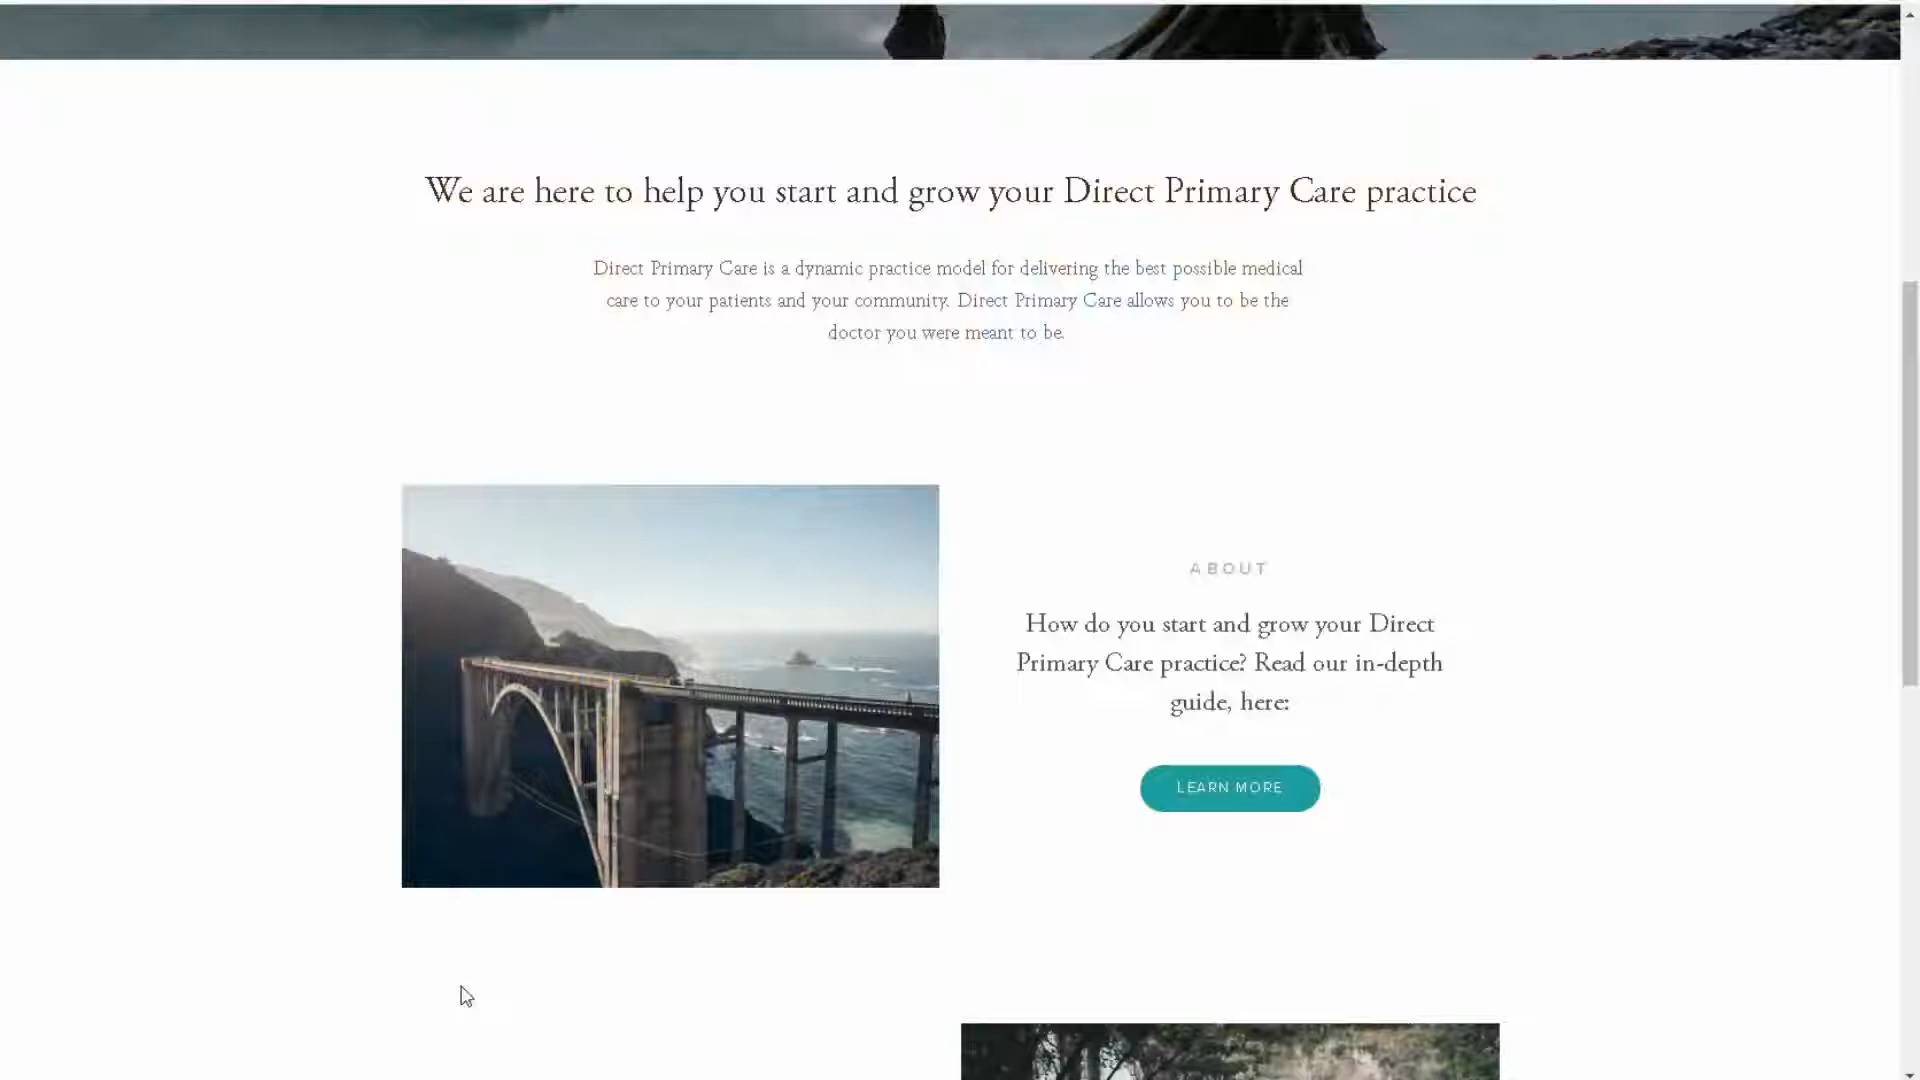 We are here to help you start and grow your Direct Primary Care practice
Direct Primary Care is a dynamic practice model for delivering the best possible medical
care to your patients and your community. Direct Primary Care allows you to be the
doctor you were meant to be.
ABOUT
How do you start and grow your Direct
Primary Care practice? Read our in-depth
guide, here:
LEARN MORE